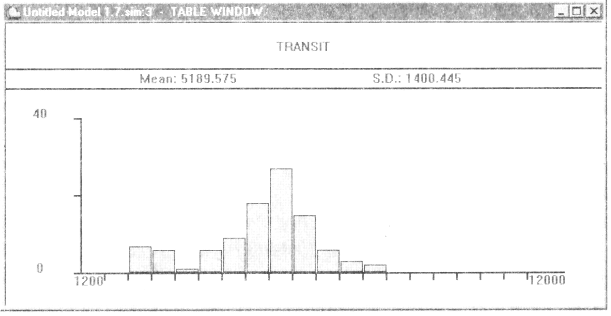 Untitled Model 1.7.sim:3 - TABLE WINDOW
TRANSIT
Mean: 5189.575 S.D.: 1400.445
40
0
1200 12000